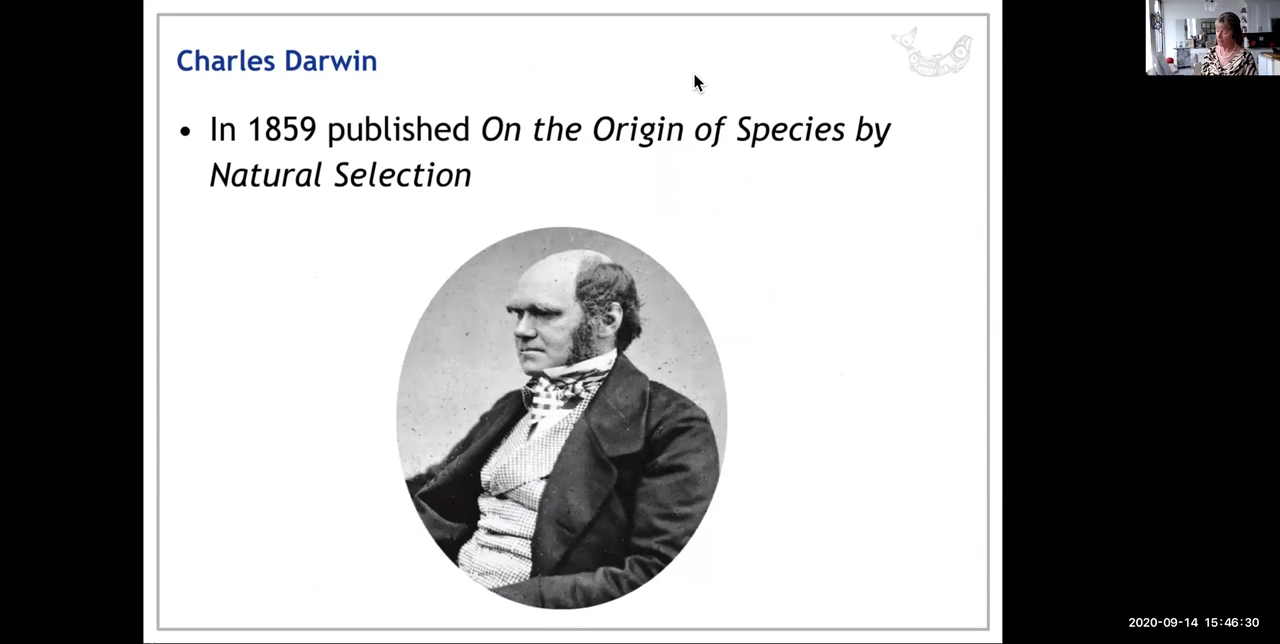 Charles Darwin
• In 1859 published On the Origin of Species by
Natural Selection
2020-09-14 15:46:30